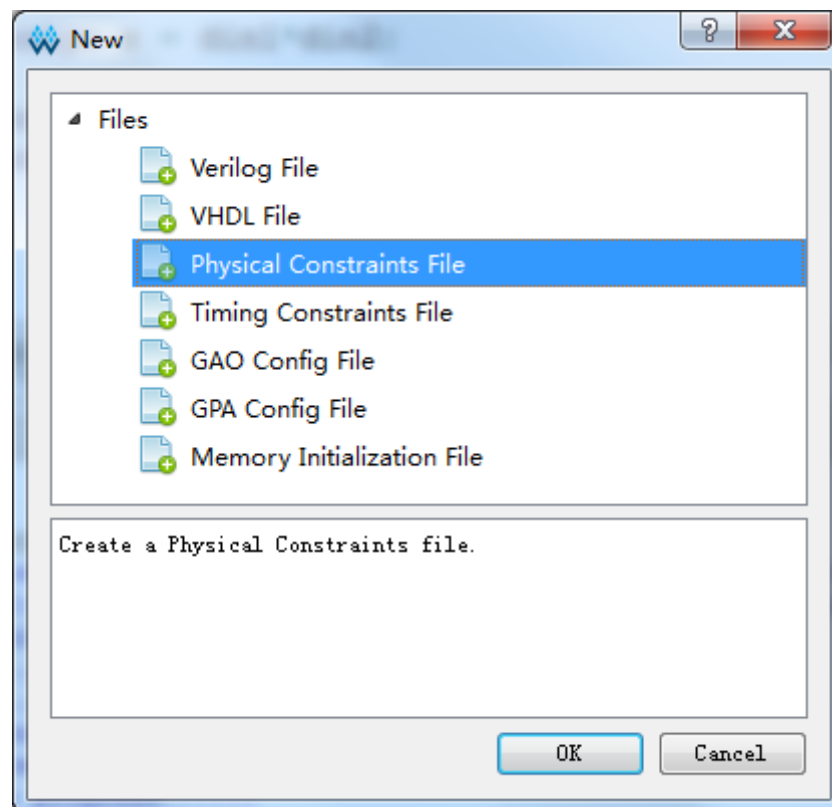 New
Files
Verilog File
VHDL File
Physical Constraints File
Timing Constraints File
GAO Config File
GPA Config File
Memory Initialization File
Create a Physical Constraints file.
OK
Cancel